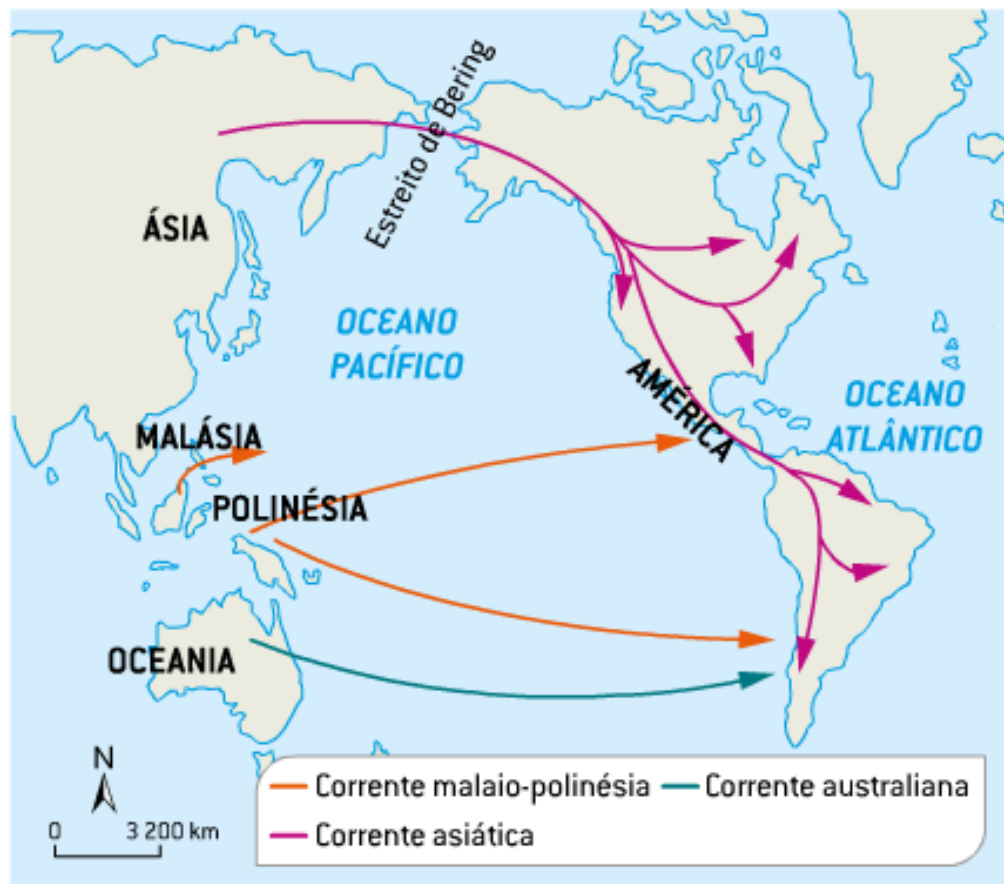 Estreito de Bering
ÁSIA
OCEANO
PACÍFICO
AMÉRICA
OCEANO
ATLÂNTICO
MALÁSIA
POLINÉSIA
OCEANIA
N
0 3 200 km
Corrente malaio-polinésia
Corrente australiana
Corrente asiática